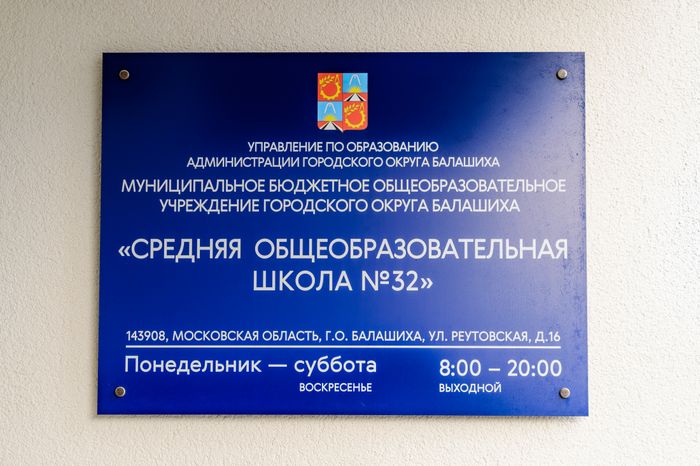 УПРАВЛЕНИЕ ПО ОБРАЗОВАНИЮ
АДМИНИСТРАЦИИ ГОРОДСКОГО ОКРУГА БАЛАШИХА
МУНИЦИПАЛЬНОЕ БЮДЖЕТНОЕ ОБЩЕОБРАЗОВАТЕЛЬНОЕ
УЧРЕЖДЕНИЕ ГОРОДСКОГО ОКРУГА БАЛАШИХА
«СРЕДНЯЯ ОБЩЕОБРАЗОВАТЕЛЬНАЯ
ШКОЛА №32»
143908, МОСКОВСКАЯ ОБЛАСТЬ, Г.О. БАЛАШИХА, УЛ. РЕУТОВСКАЯ, Д.16
Понедельник — суббота 8:00 – 20:00
ВОСКРЕСЕНЬЕ ВЫХОДНОЙ